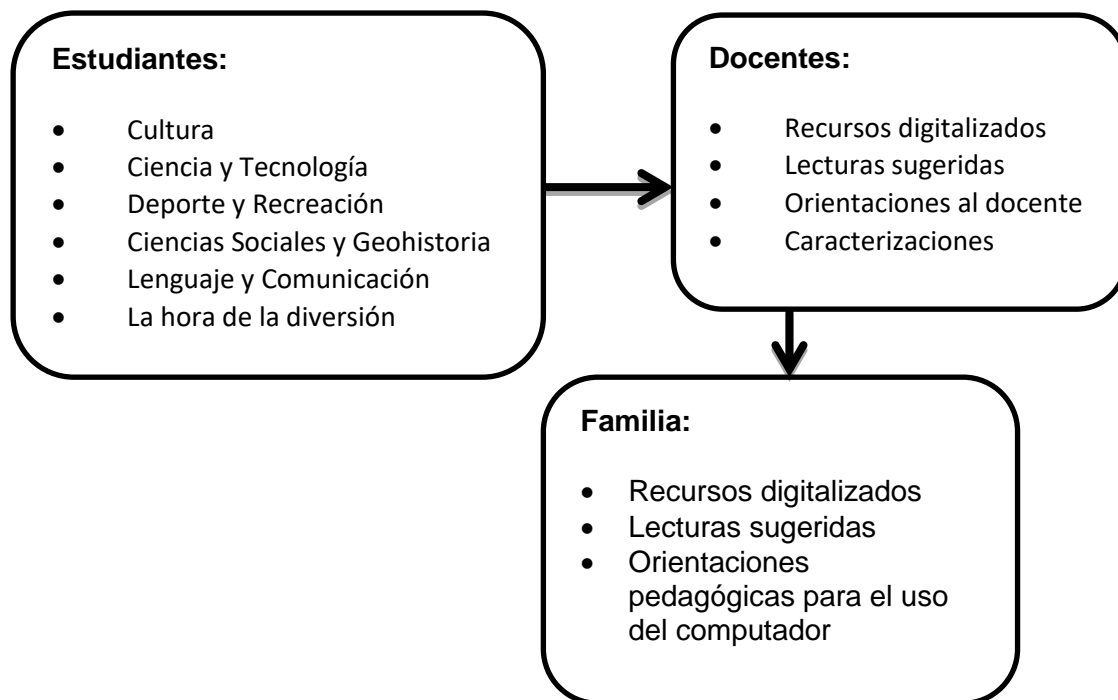 Estudiantes:
• Cultura
• Ciencia y Tecnología
• Deporte y Recreación
• Ciencias Sociales y Geohistoria
• Lenguaje y Comunicación
• La hora de la diversión
Docentes:
• Recursos digitalizados
• Lecturas sugeridas
• Orientaciones al docente
• Caracterizaciones
Familia:
• Recursos digitalizados
• Lecturas sugeridas
• Orientaciones
pedagógicas para el uso
del computador